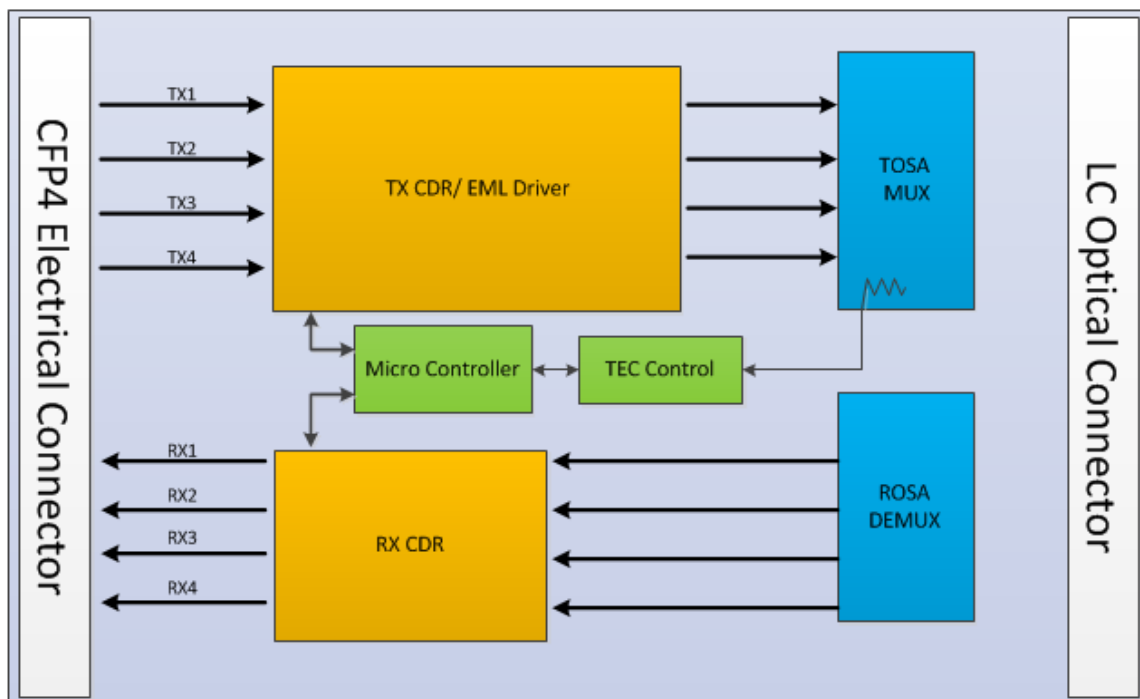 CFP4 Electrical Connector
TX1
TX2
TX3
TX4
TX CDR/ EML Driver
TOSA
MUX
LC Optical Connector
Micro Controller
TEC Control
RX1
RX2
RX3
RX4
RX CDR
ROSA
DEMUX